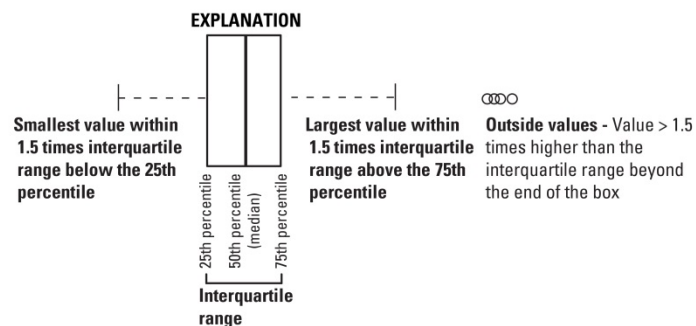 EXPLANATION
Smallest value within
1.5 times interquartile
range below the 25th
percentile
Largest value within
1.5 times interquartile
range above the 75th
percentile
Outside values - Value > 1.5
times higher than the
interquartile range beyond
the end of the box
25th percentile
50th percentile
(median)
75th percentile
Interquartile
range